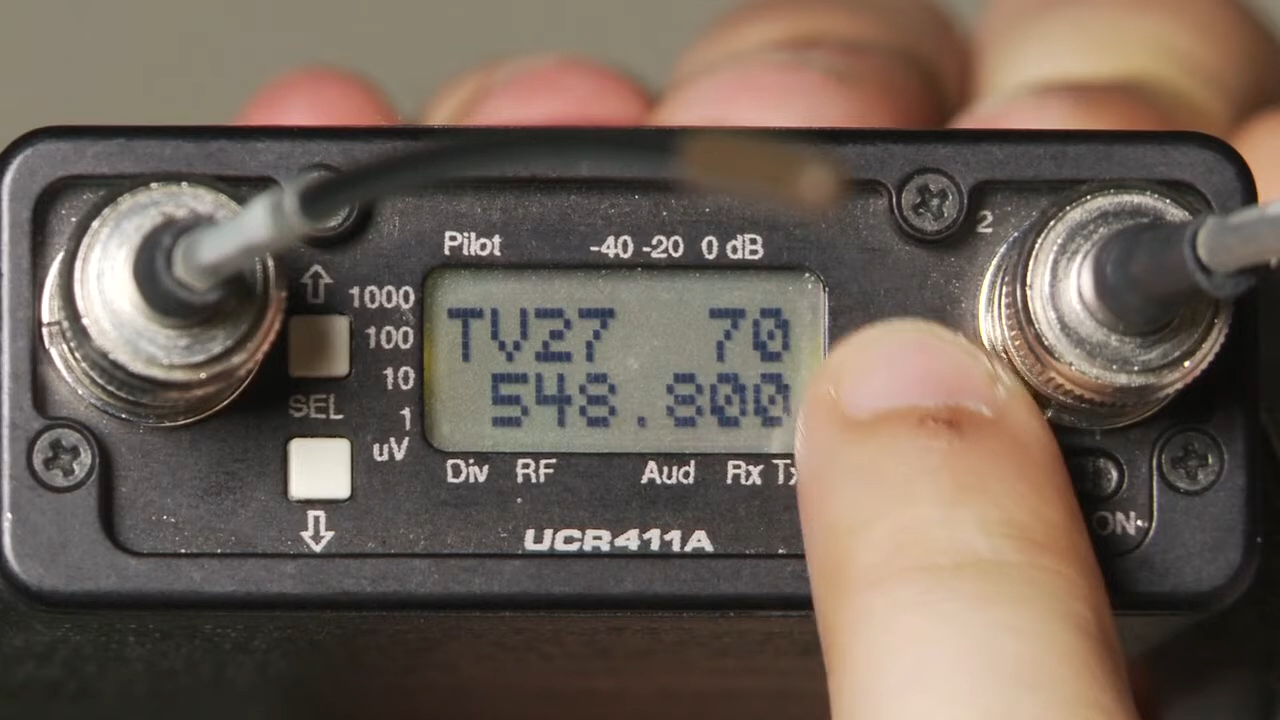 Pilot -40 -20 0 dB
2
1000
100
10
1
uV
SEL
TV27 70
548.800
Div RF Aud Rx
ON
UCR411A